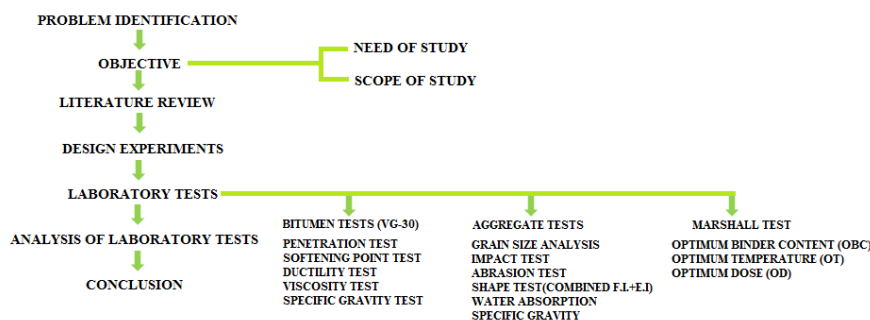 PROBLEM IDENTIFICATION
OBJECTIVE
NEED OF STUDY
SCOPE OF STUDY
LITERATURE REVIEW
DESIGN EXPERIMENTS
LABORATORY TESTS
BITUMEN TESTS (VG-30)
PENETRATION TEST
SOFTENING POINT TEST
DUCTILITY TEST
VISCOSITY TEST
SPECIFIC GRAVITY TEST
AGGREGATE TESTS
GRAIN SIZE ANALYSIS
IMPACT TEST
ABRASION TEST
SHAPE TEST(COMBINED F.I.+E.I)
WATER ABSORPTION
SPECIFIC GRAVITY
MARSHALL TEST
OPTIMUM BINDER CONTENT (OBC)
OPTIMUM TEMPERATURE (OT)
OPTIMUM DOSE (OD)
ANALYSIS OF LABORATORY TESTS
CONCLUSION